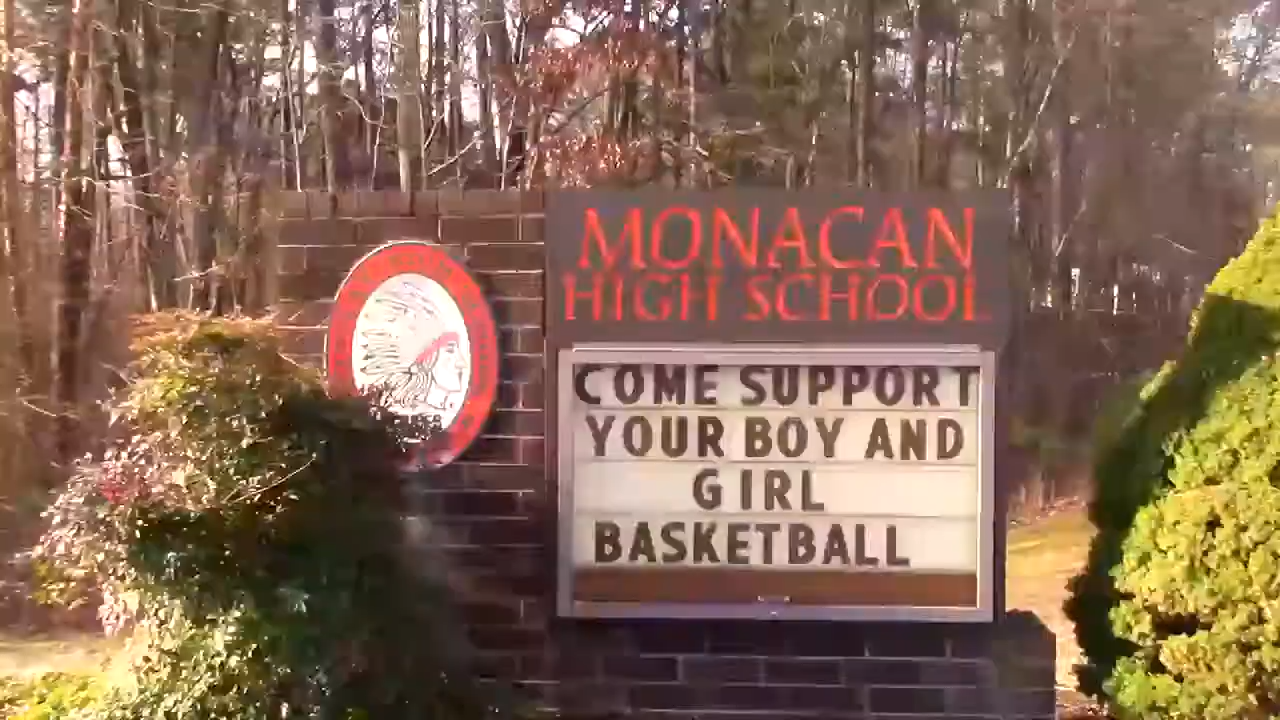 MONACAN
HIGH SCHOOL
COME SUPPORT
YOUR BOY AND
GIRL
BASKETBALL